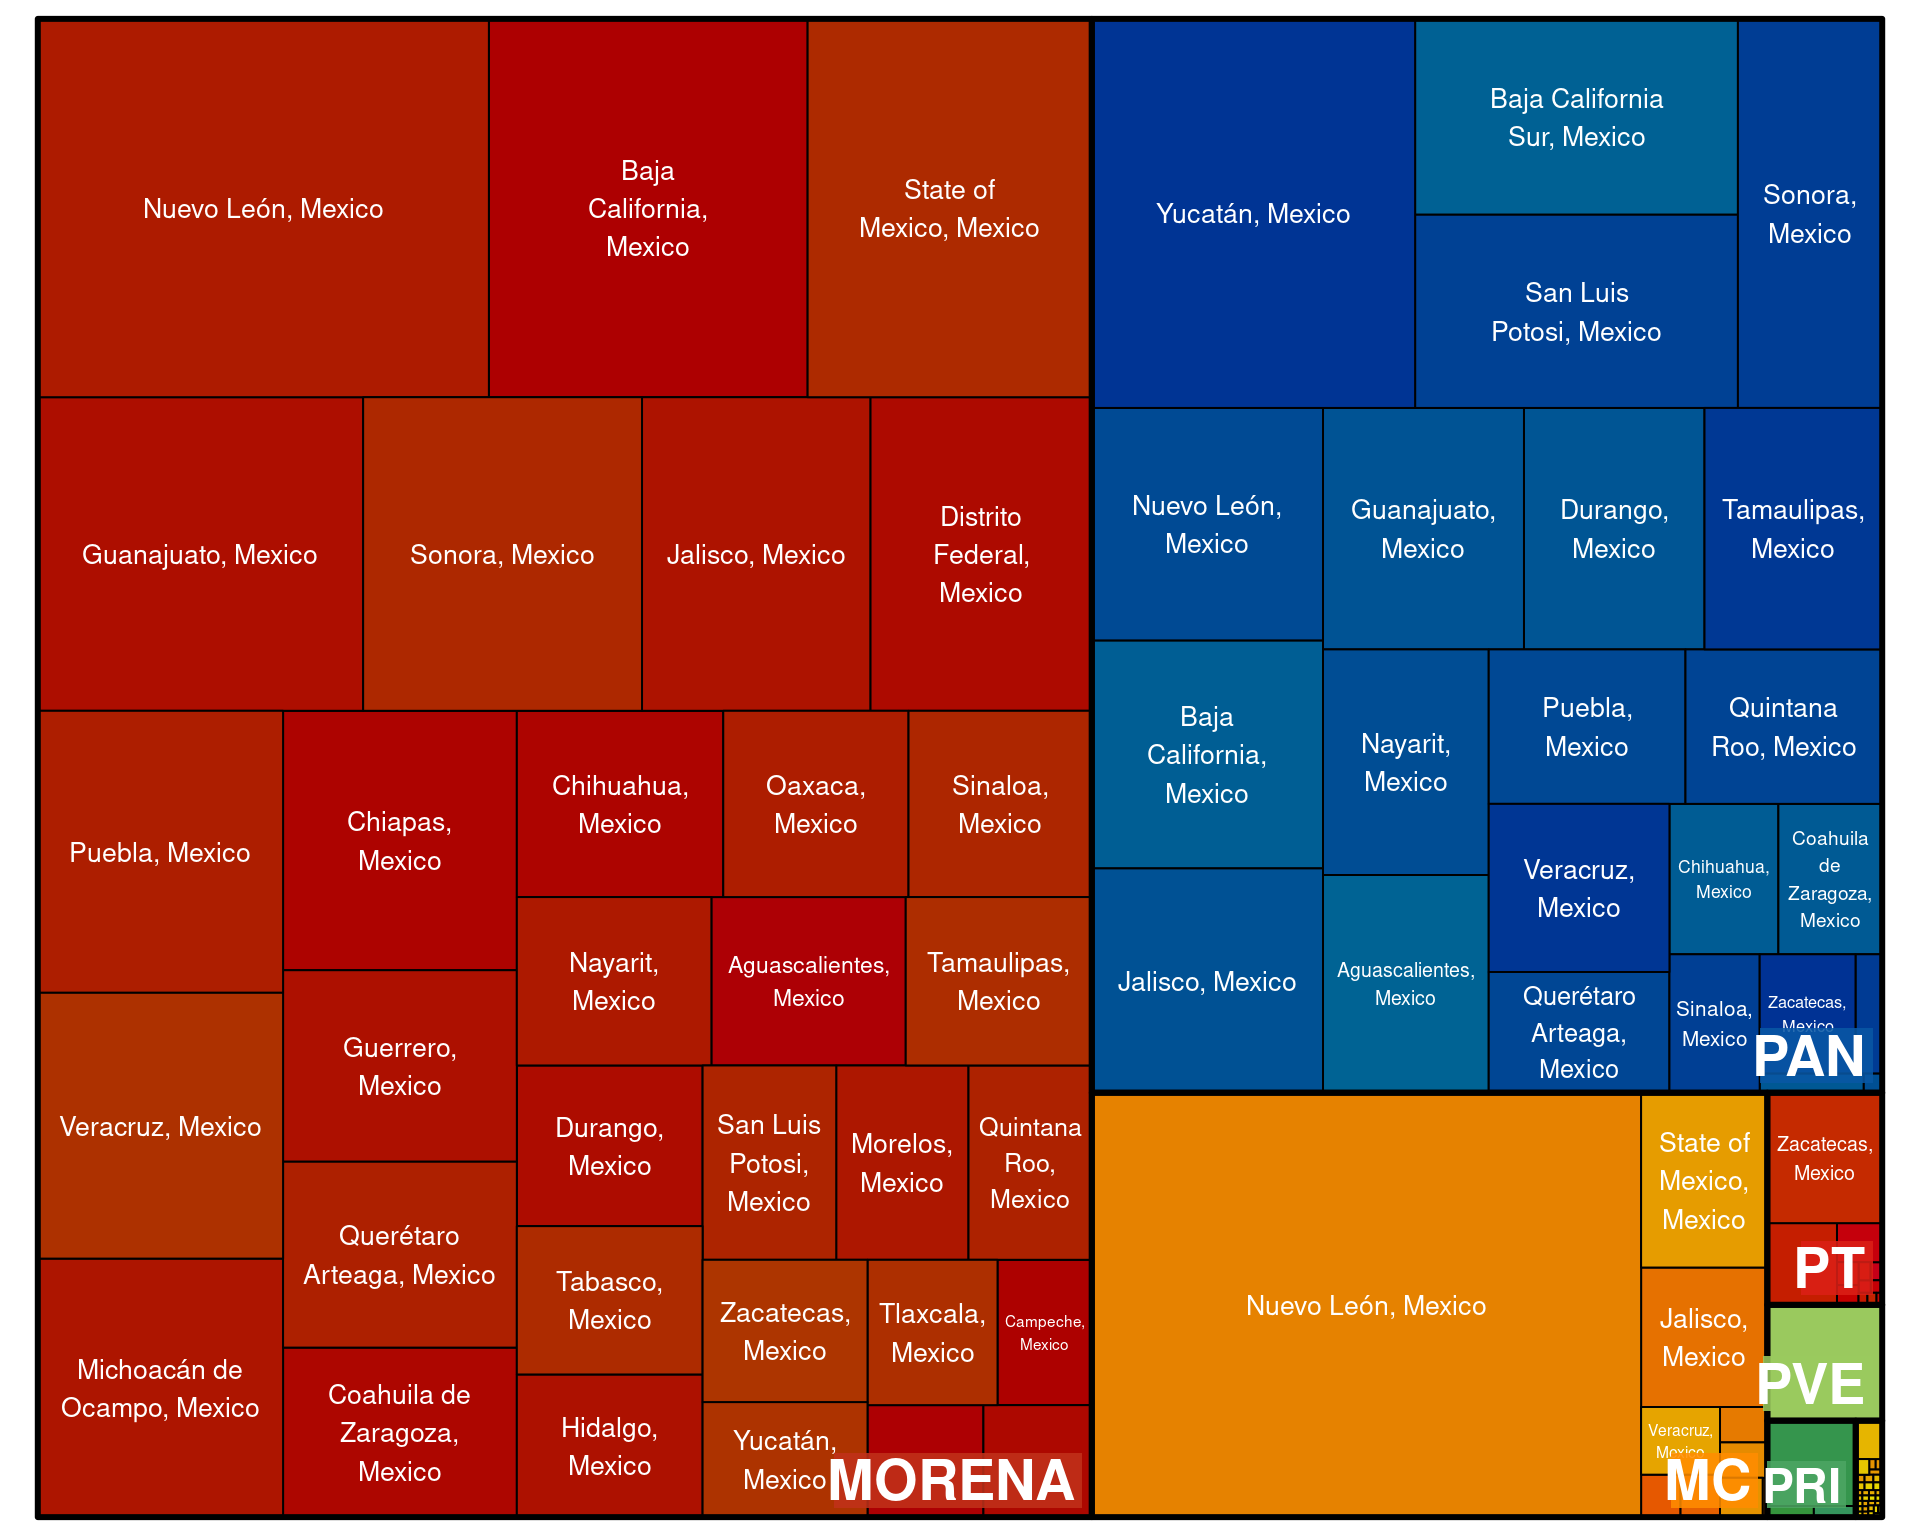 Nuevo León, Mexico
Baja
California,
Mexico
State of
Mexico, Mexico
Guanajuato, Mexico
Sonora, Mexico
Jalisco, Mexico
Distrito
Federal,
Mexico
Puebla, Mexico
Chiapas,
Mexico
Chihuahua,
Mexico
Oaxaca,
Mexico
Sinaloa,
Mexico
Nayarit,
Mexico
Aguascalientes,
Mexico
Tamaulipas,
Mexico
Veracruz, Mexico
Guerrero,
Mexico
Durango,
Mexico
San Luis
Potosi,
Mexico
Morelos,
Mexico
Quintana
Roo,
Mexico
Querétaro
Arteaga, Mexico
Tabasco,
Mexico
Zacatecas,
Mexico
Tlaxcala,
Mexico
Campeche,
Mexico
Michoacán de
Ocampo, Mexico
Coahuila de
Zaragoza,
Mexico
Hidalgo,
Mexico
Yucatán,
Mexico
MORENA
Yucatán, Mexico
Baja California
Sur, Mexico
San Luis
Potosi, Mexico
Sonora,
Mexico
Nuevo León,
Mexico
Guanajuato,
Mexico
Durango,
Mexico
Tamaulipas,
Mexico
Baja
California,
Mexico
Nayarit,
Mexico
Puebla,
Mexico
Quintana
Roo, Mexico
Veracruz,
Mexico
Chihuahua,
Mexico
Coahuila
de
Zaragoza,
Mexico
Jalisco, Mexico
Aguascalientes,
Mexico
Querétaro
Arteaga,
Mexico
Sinaloa,
Mexico
Zacatecas,
Mexico
PAN
Nuevo León, Mexico
State of
Mexico,
Mexico
Jalisco,
Mexico
Veracruz,
Mexico
MC
Zacatecas,
Mexico
PT
PVE
PRI